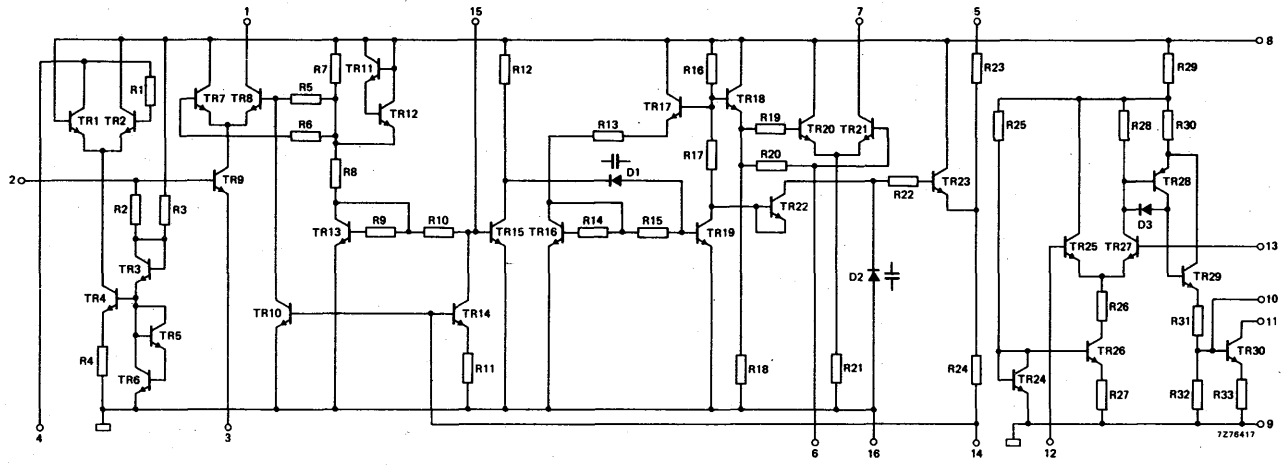 1 15 7 5
8
R1 TR7 TR8 R5 R7 TR11 R12 R16 R23 R29
TR1 TR2 R6 TR12 R13 TR17 TR18 R19 TR20 TR21 R25 R28 R30
R17 R20
2 TR9 R8 D1 TR22 R22 TR23 TR28
R2 R3 D3
TR13 R9 R10 TR15 TR16 R14 R15 TR19 TR25 TR27 13
TR3 D2 TR29
TR4 TR10 TR14 R26 R31 10
TR5 11
R4 TR6 R11 R18 R21 R24 TR24 TR26 TR30
R27 R32 R33
4 3 6 16 14 12 9
7Z76417